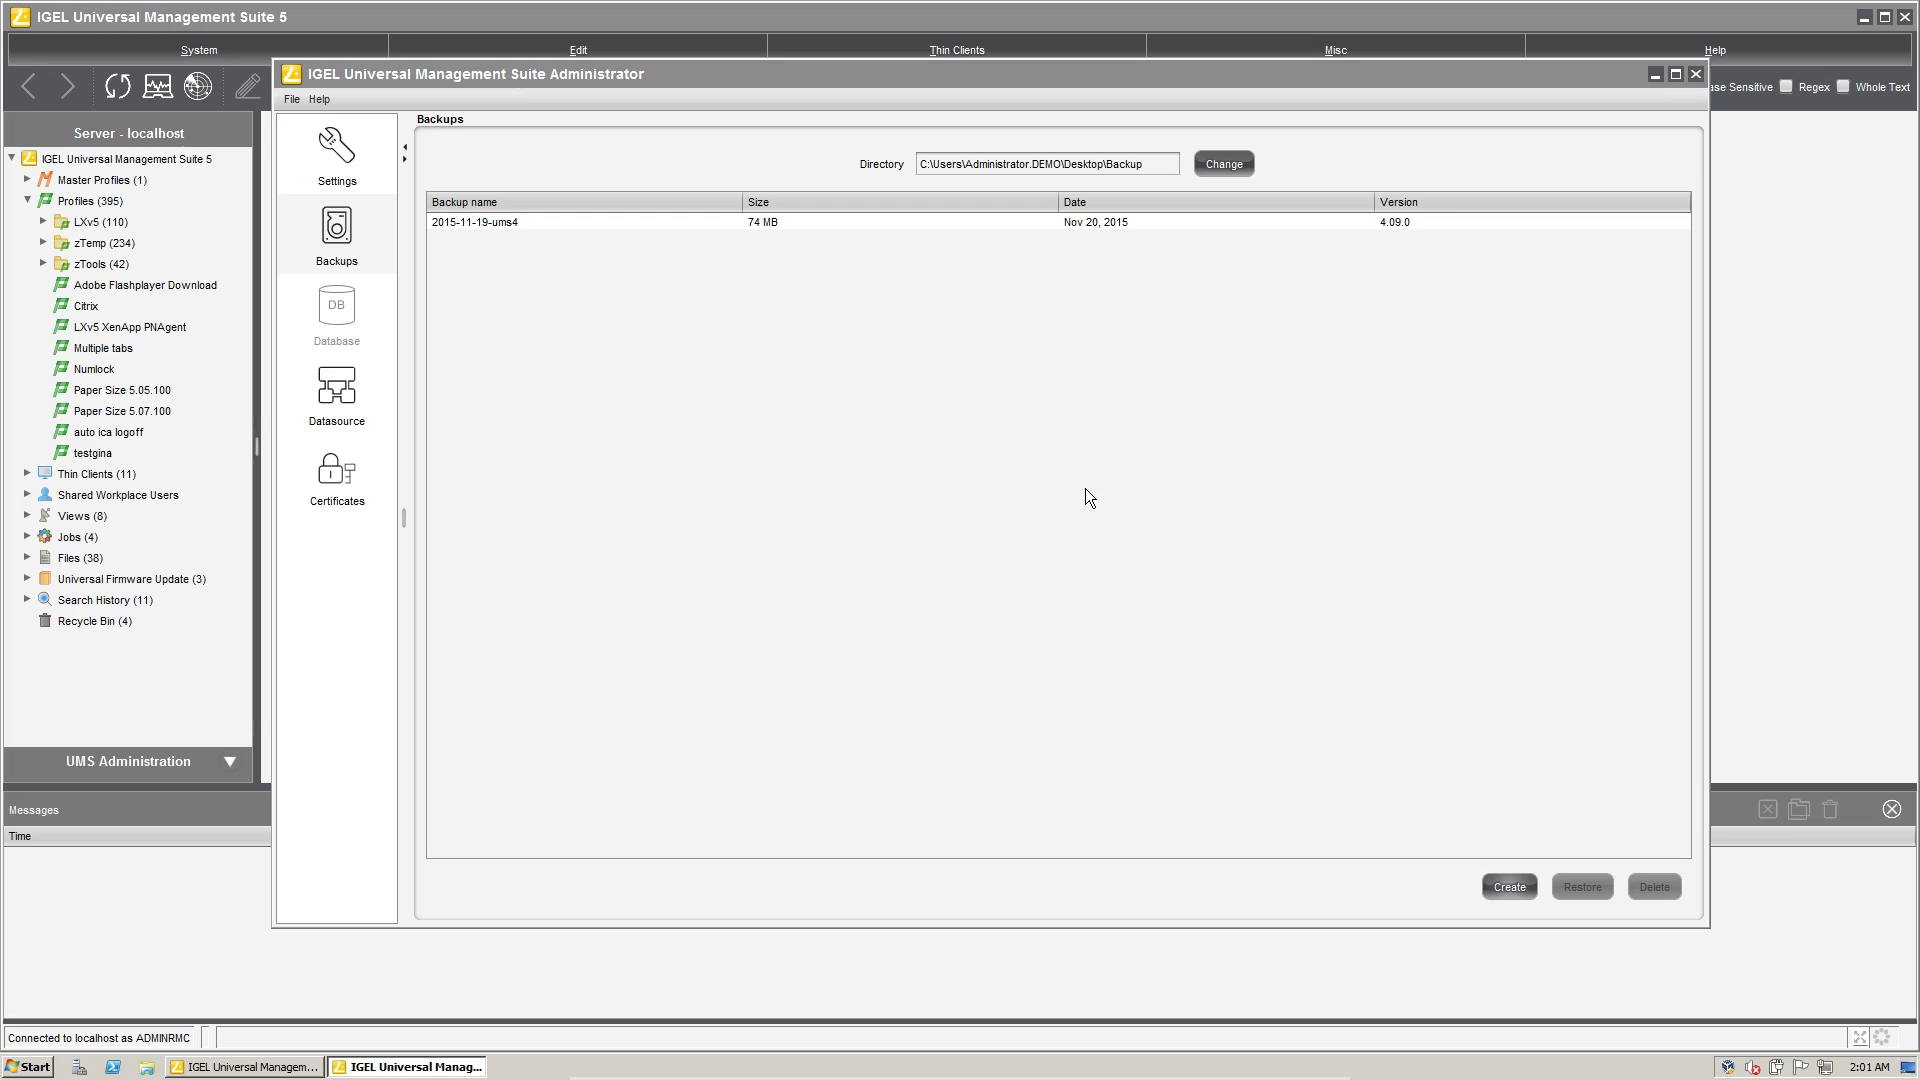 IGEL Universal Management Suite 5
System Edit Thin Clients Misc Help
IGEL Universal Management Suite Administrator
Regex Whole Text
File Help
Server - localhost
IGEL Universal Management Suite 5
Master Profiles (1)
Profiles (395)
LXv5 (110)
zTemp (234)
zTools (42)
Adobe Flashplayer Download
Citrix
LXv5 XenApp PNAgent
Multiple tabs
Numlock
Paper Size 5.05.100
Paper Size 5.07.100
auto ica logoff
testgina
Thin Clients (11)
Shared Workplace Users
Views (8)
Jobs (4)
Files (38)
Universal Firmware Update (3)
Search History (11)
Recycle Bin (4)
UMS Administration
Settings
Backups
DB
Database
Datasource
Certificates
Backups
Directory C:\Users\Administrator.DEMO\Desktop\Backup Change
Backup name Size Date Version
2015-11-19-ums4 74 MB Nov 20, 2015 4.09.0
Create Restore Delete
Messages
Time
Connected to localhost as ADMINRMC
Start IGEL Universal Managem... IGEL Universal Manag... 2:01 AM